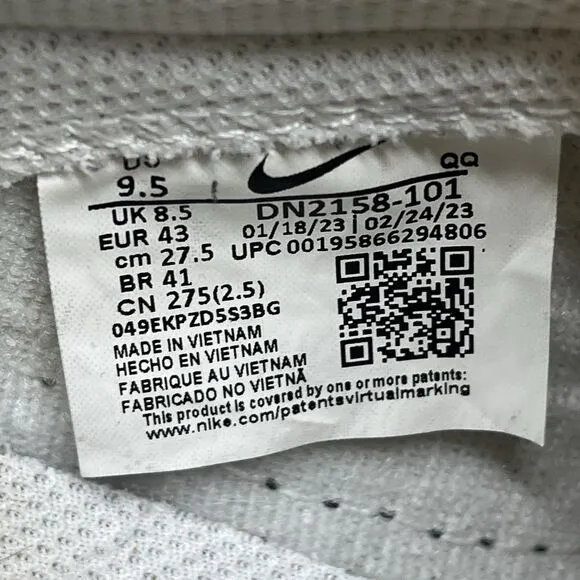 US
QQ
9.5
UK 8.5
DN2158-101
EUR 43
01/18/23 | 02/24/23
cm 27.5
UPC 00195866294806
BR 41
CN 275(2.5)
049EKPZD5S3BG
MADE IN VIETNAM
HECHO EN VIETNAM
FABRIQUE AU VIETNAM
FABRICADO NO VIETNÃ
This product is covered by one or more patents:
www.nike.com/patentsvirtualmarking